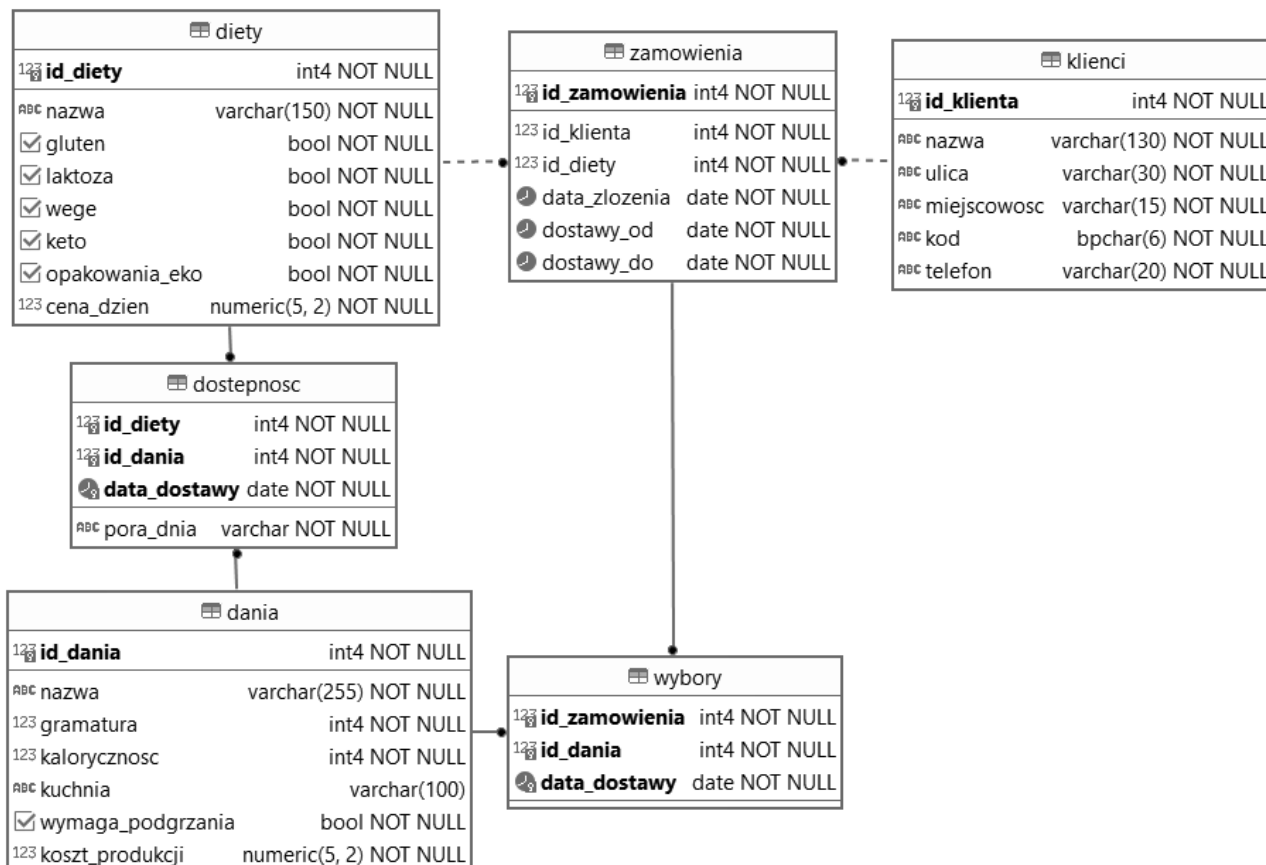 diety
id_diety int4 NOT NULL
nazwa varchar(150) NOT NULL
gluten bool NOT NULL
laktoza bool NOT NULL
wege bool NOT NULL
keto bool NOT NULL
opakowania_eko bool NOT NULL
cena_dzien numeric(5, 2) NOT NULL
zamowienia
id_zamowienia int4 NOT NULL
id_klienta int4 NOT NULL
id_diety int4 NOT NULL
data_zlozenia date NOT NULL
dostawy_od date NOT NULL
dostawy_do date NOT NULL
klienci
id_klienta int4 NOT NULL
nazwa varchar(130) NOT NULL
ulica varchar(30) NOT NULL
miejscowosc varchar(15) NOT NULL
kod bpchar(6) NOT NULL
telefon varchar(20) NOT NULL
dostepnosc
id_diety int4 NOT NULL
id_dania int4 NOT NULL
data_dostawy date NOT NULL
pora_dnia varchar NOT NULL
dania
id_dania int4 NOT NULL
nazwa varchar(255) NOT NULL
gramatura int4 NOT NULL
kalorycznosc int4 NOT NULL
kuchnia varchar(100)
wymaga_podgrzania bool NOT NULL
koszt_produkcji numeric(5, 2) NOT NULL
wybory
id_zamowienia int4 NOT NULL
id_dania int4 NOT NULL
data_dostawy date NOT NULL